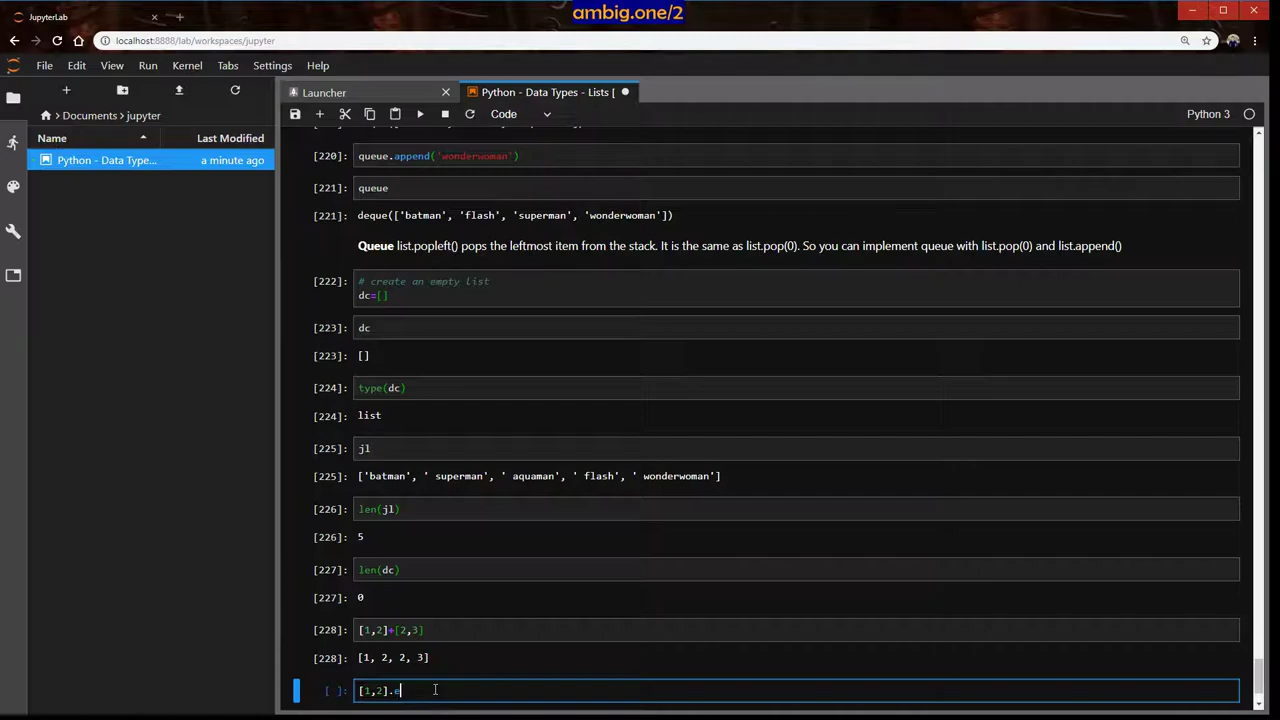 ambig.one/2
JupyterLab
localhost:8888/lab/workspaces/jupyter
File Edit View Run Kernel Tabs Settings Help
Launcher
Python - Data Types - Lists [
Code
Python 3
Documents jupyter
Name Last Modified
Python - Data Type... a minute ago
[220]: queue.append('wonderwoman')
[221]: queue
[221]: deque(['batman', 'flash', 'superman', 'wonderwoman'])
Queue list.popleft() pops the leftmost item from the stack. It is the same as list.pop(0). So you can implement queue with list.pop(0) and list.append()
[222]: # create an empty list
dc=[]
[223]: dc
[223]: []
[224]: type(dc)
[224]: list
[225]: jl
[225]: ['batman', ' superman', ' aquaman', ' flash', ' wonderwoman']
[226]: len(jl)
[226]: 5
[227]: len(dc)
[227]: 0
[228]: [1,2]+[2,3]
[228]: [1, 2, 2, 3]
[ ]: [1,2].e